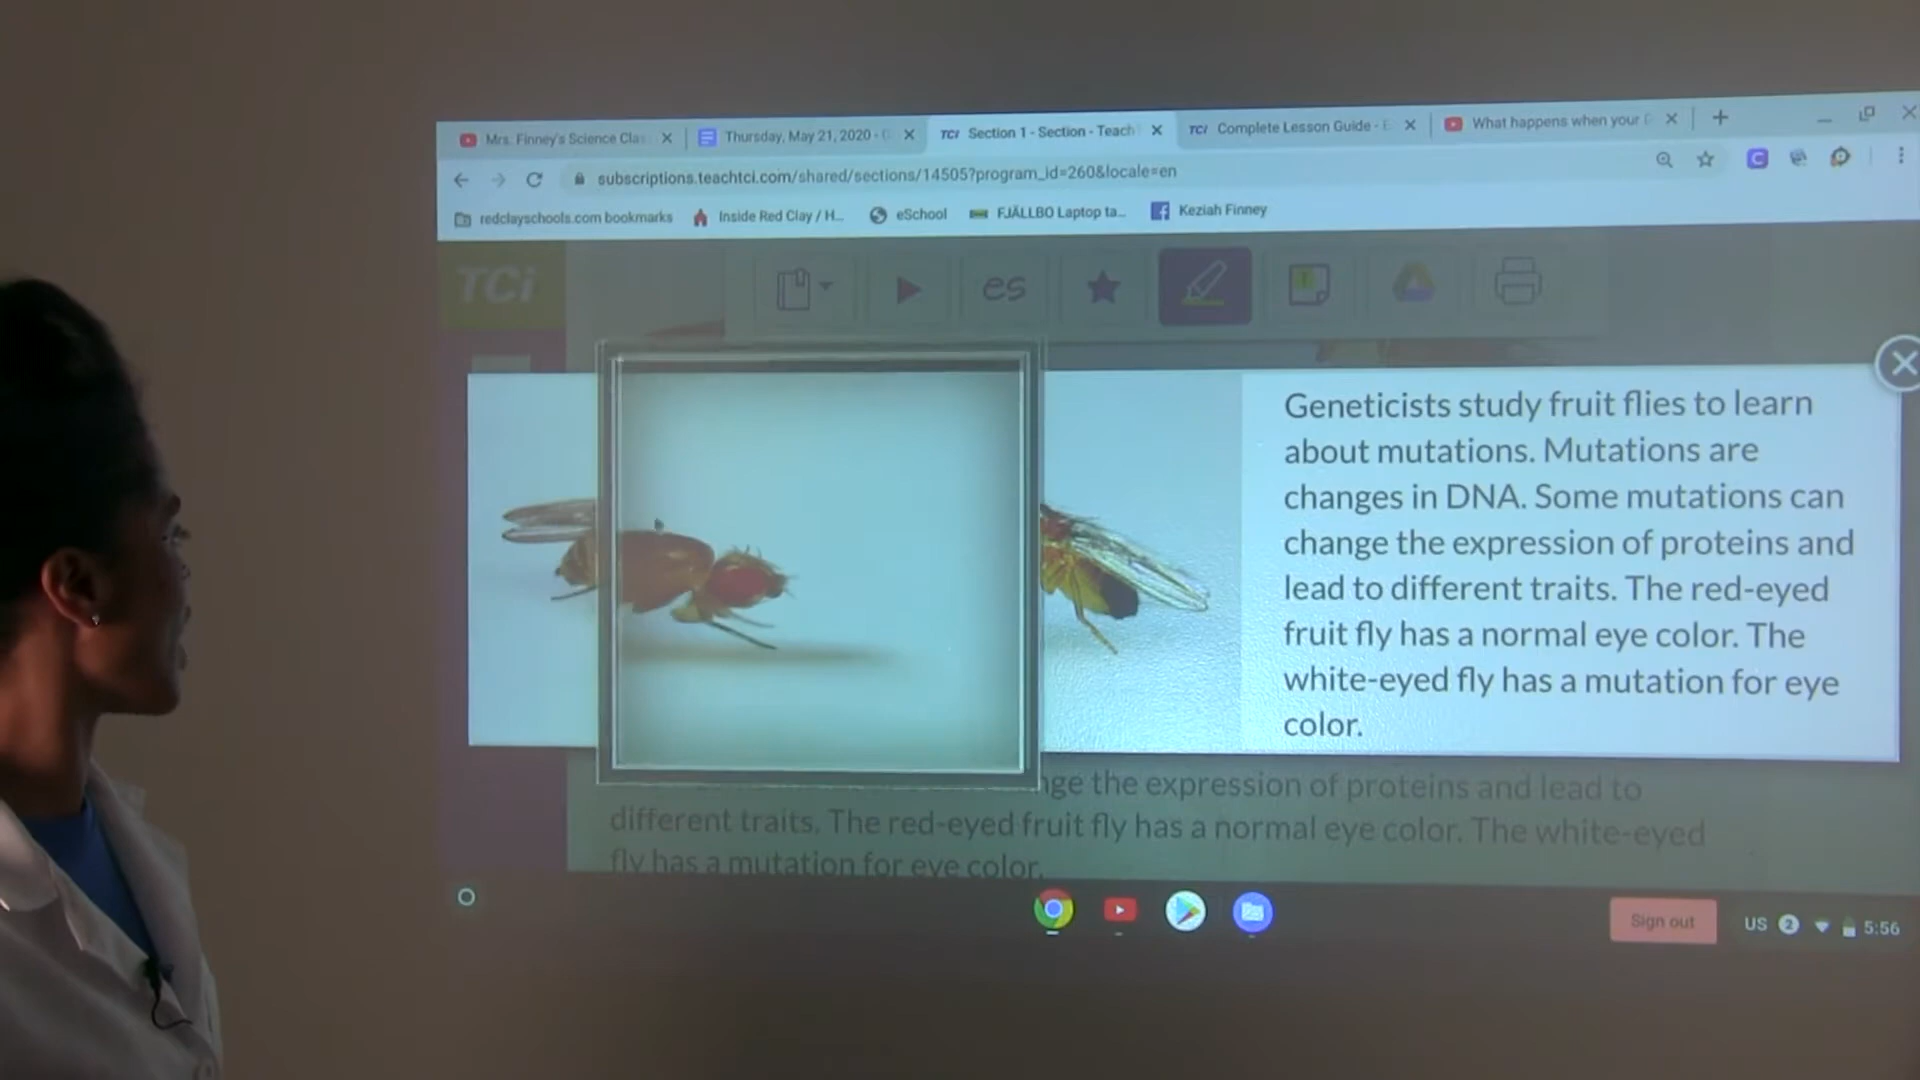 Mrs. Finney's Science Clas
Thursday, May 21, 2020 - G
TCi Section 1 - Section - Teach
TCi Complete Lesson Guide - E
What happens when your
subscriptions.teachtci.com/shared/sections/14505?program_id=260&locale=en
redclayschools.com bookmarks
Inside Red Clay / H...
eSchool
FJÄLLBO Laptop ta...
Keziah Finney
TCi
es
Geneticists study fruit flies to learn
about mutations. Mutations are
changes in DNA. Some mutations can
change the expression of proteins and
lead to different traits. The red-eyed
fruit fly has a normal eye color. The
white-eyed fly has a mutation for eye
color.
nge the expression of proteins and lead to
different traits. The red-eyed fruit fly has a normal eye color. The white-eyed
fly has a mutation for eye color.
Sign out
US 2 5:56